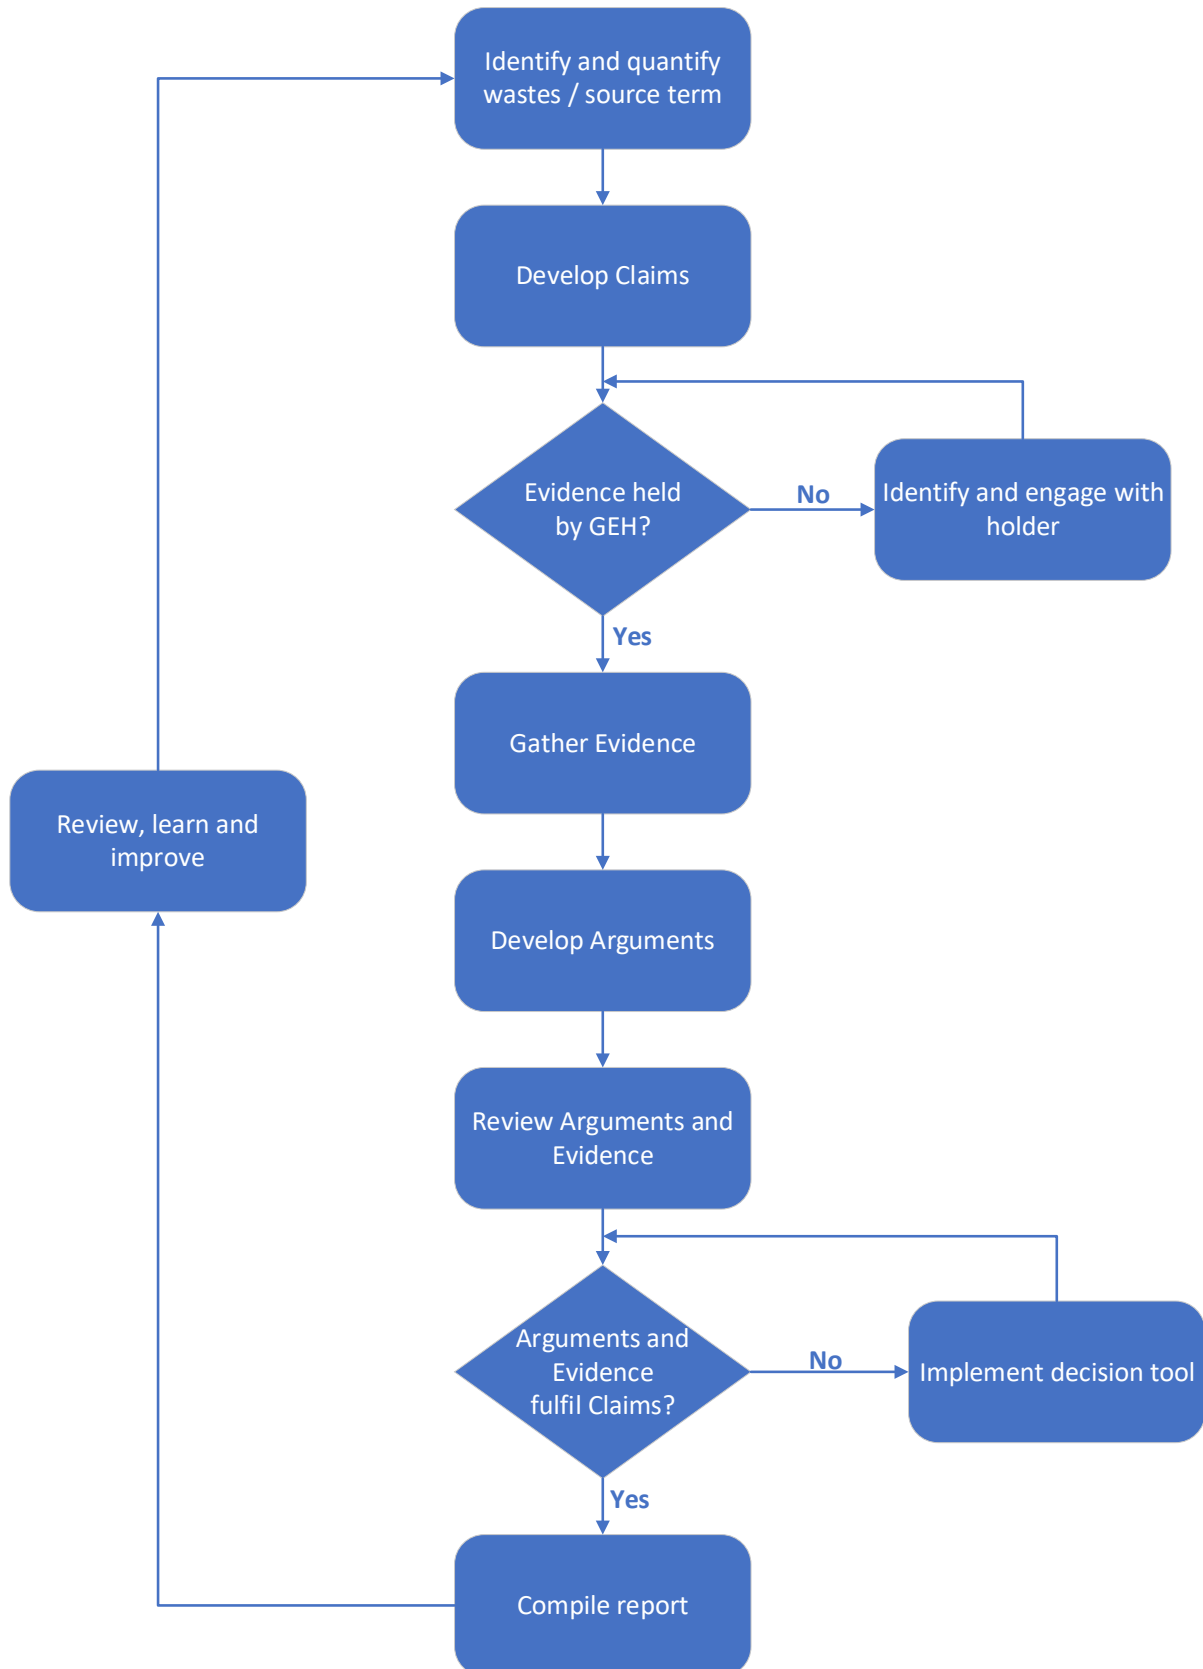 Identify and quantify
wastes / source term
Develop Claims
Evidence held
by GEH?
No
Identify and engage with
holder
Yes
Gather Evidence
Review, learn and
improve
Develop Arguments
Review Arguments and
Evidence
Arguments and
Evidence
fulfil Claims?
No
Implement decision tool
Yes
Compile report